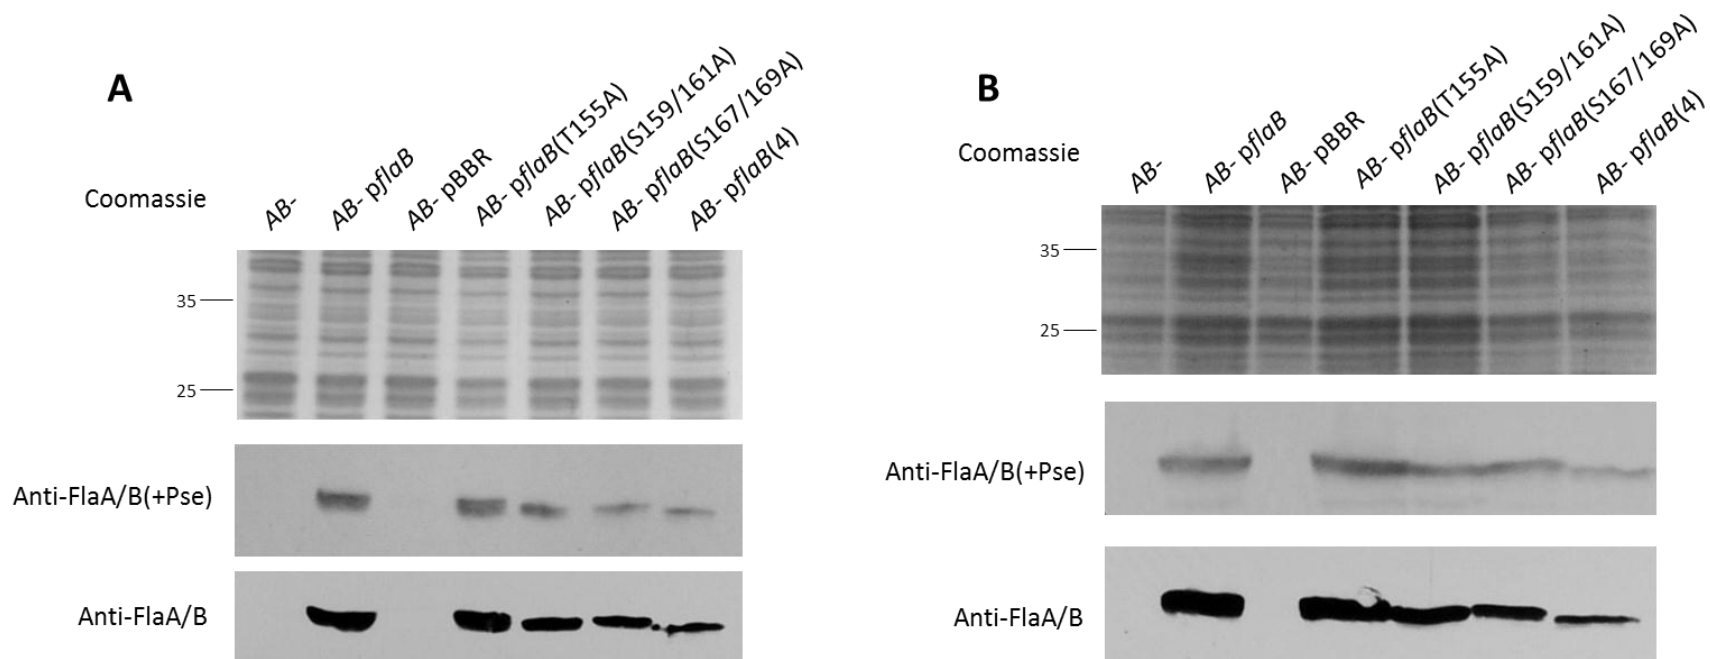 A
Coomassie
AB-
AB- pflaB
AB- pBBR
AB- pflaB(T155A)
AB- pflaB(S159/161A)
AB- pflaB(S167/169A)
AB- pflaB(4)
35
25
Anti-FlaA/B(+Pse)
Anti-FlaA/B
B
Coomassie
AB-
AB- pflaB
AB- pBBR
AB- pflaB(T155A)
AB- pflaB(S159/161A)
AB- pflaB(S167/169A)
AB- pflaB(4)
35
25
Anti-FlaA/B(+Pse)
Anti-FlaA/B